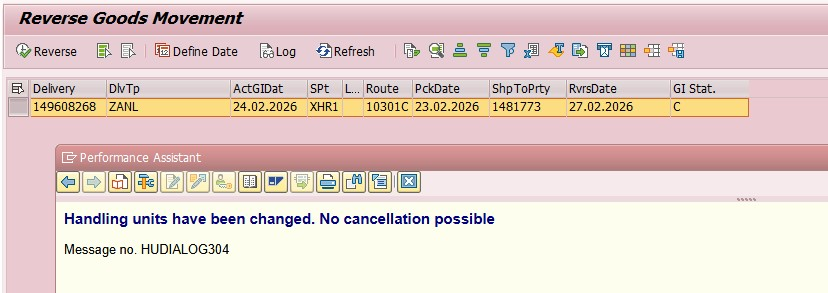 Reverse Goods Movement
Reverse Define Date Log Refresh
Delivery DlvTp ActGIDat SPt L... Route PckDate ShpToPrty RvrsDate GI Stat.
149608268 ZANL 24.02.2026 XHR1 10301C 23.02.2026 1481773 27.02.2026 C
Performance Assistant
Handling units have been changed. No cancellation possible
Message no. HUDIALOG304